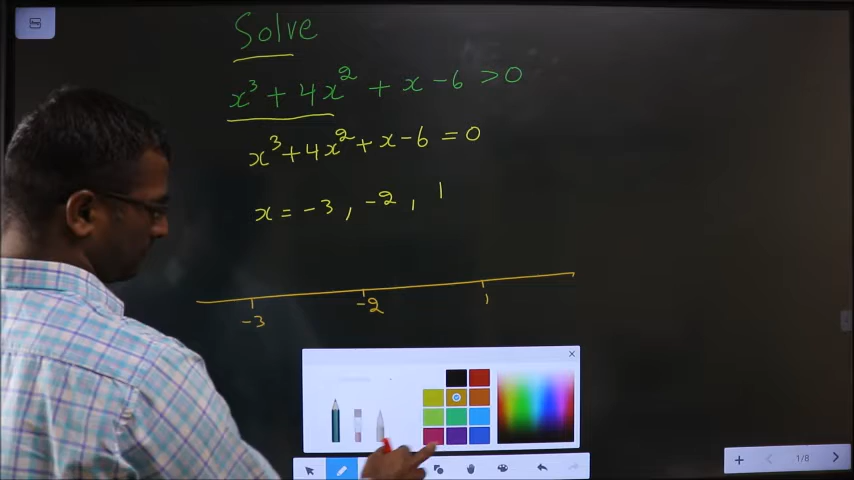 Solve
x³ + 4x² + x - 6 > 0
x³ + 4x² + x - 6 = 0
x = -3, -2, 1
-3 -2 1
1/8